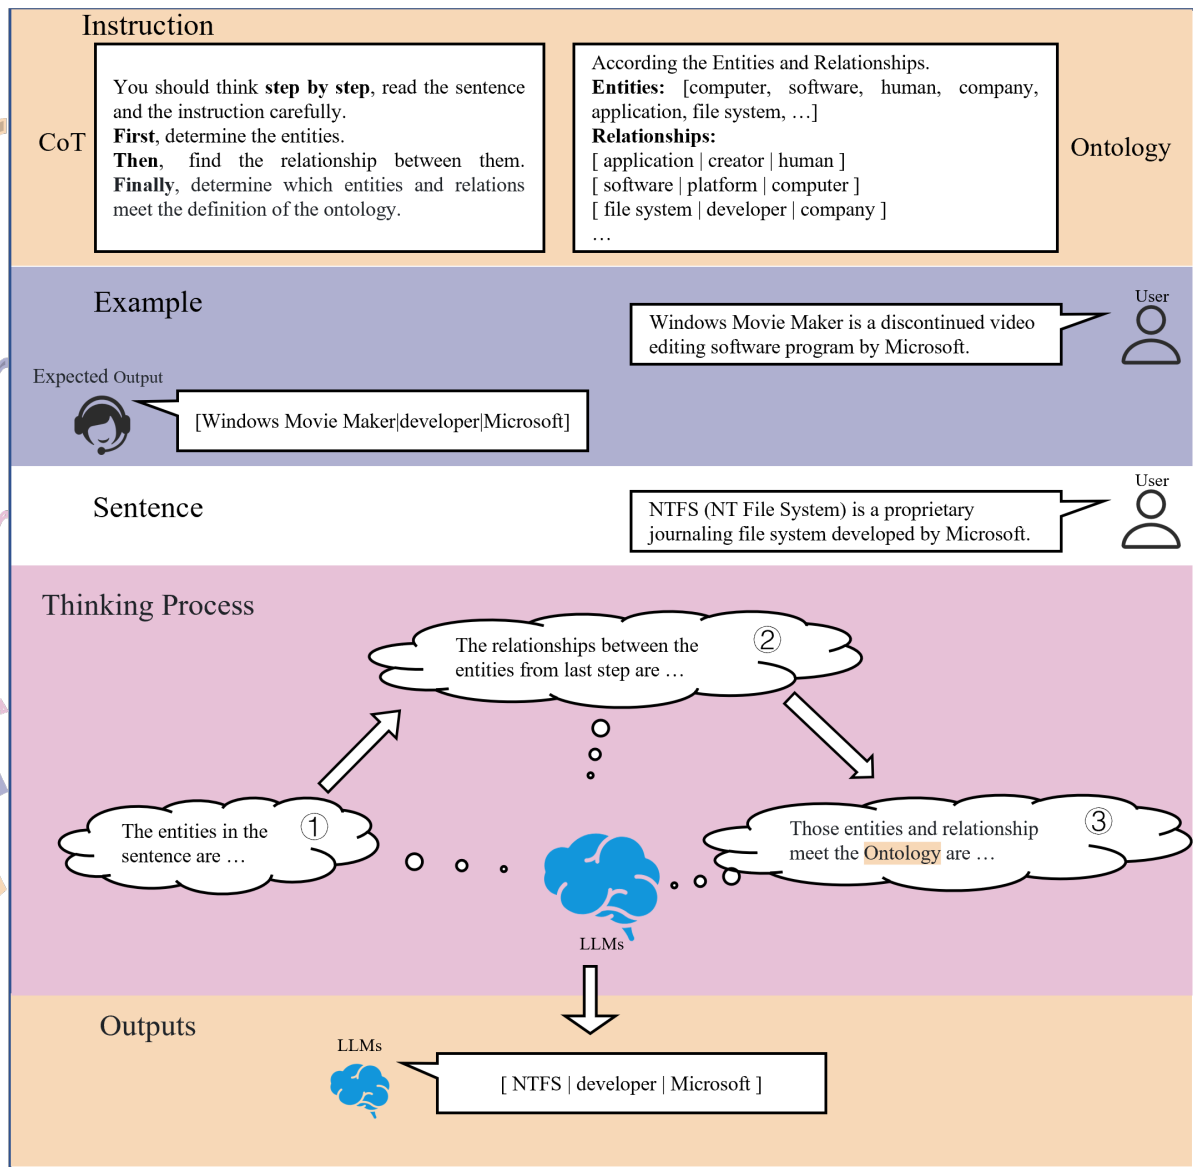 Instruction
CoT
You should think step by step, read the sentence
and the instruction carefully.
First, determine the entities.
Then, find the relationship between them.
Finally, determine which entities and relations
meet the definition of the ontology.
According the Entities and Relationships.
Entities: [computer, software, human, company,
application, file system, …]
Relationships:
[ application | creator | human ]
[ software | platform | computer ]
[ file system | developer | company ]
…
Ontology
Example
User
Windows Movie Maker is a discontinued video
editing software program by Microsoft.
Expected Output
[Windows Movie Maker|developer|Microsoft]
Sentence
User
NTFS (NT File System) is a proprietary
journaling file system developed by Microsoft.
Thinking Process
The entities in the
sentence are …
①
The relationships between the
entities from last step are …
②
Those entities and relationship
meet the Ontology are …
③
LLMs
Outputs
LLMs
[ NTFS | developer | Microsoft ]